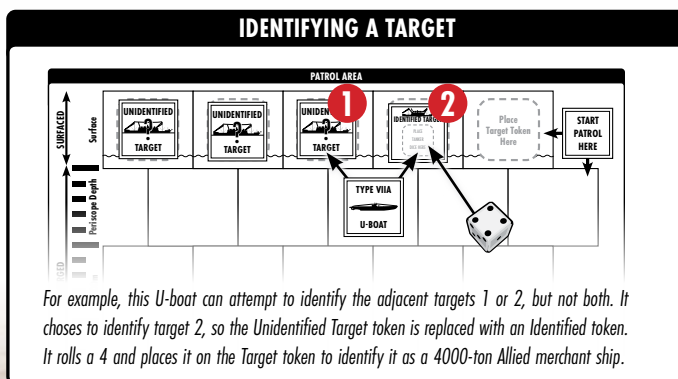 IDENTIFYING A TARGET
PATROL AREA
SURFACED
Surface
UNIDENTIFIED
TARGET
UNIDENTIFIED
TARGET
TARGET
1
IDENTIFIED
2
Place
Target Token
Here
START
PATROL
HERE
Periscope Depth
TYPE VIIA
U-BOAT
For example, this U-boat can attempt to identify the adjacent targets 1 or 2, but not both. It
choses to identify target 2, so the Unidentified Target token is replaced with an Identified token.
It rolls a 4 and places it on the Target token to identify it as a 4000-ton Allied merchant ship.